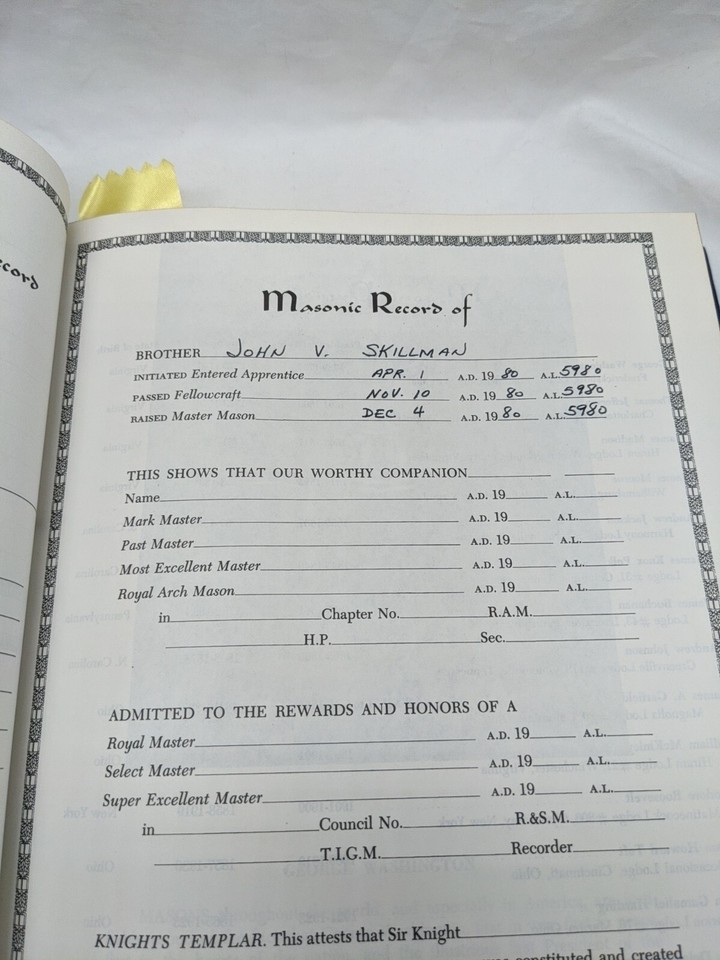 ecord
Masonic Record of
BROTHER JOHN V. SKILLMAN
INITIATED Entered Apprentice APR. 1 A.D. 19 80 A.L. 5980
PASSED Fellowcraft NOV. 10 A.D. 19 80 A.L. 5980
RAISED Master Mason DEC 4 A.D. 19 80 A.L. 5980
THIS SHOWS THAT OUR WORTHY COMPANION
Name A.D. 19 A.L.
Mark Master A.D. 19 A.L.
Past Master A.D. 19 A.L.
Most Excellent Master A.D. 19 A.L.
Royal Arch Mason A.D. 19 A.L.
in Chapter No. R.A.M.
H.P. Sec.
ADMITTED TO THE REWARDS AND HONORS OF A
Royal Master A.D. 19 A.L.
Select Master A.D. 19 A.L.
Super Excellent Master A.D. 19 A.L.
in Council No. R.&S.M.
T.I.G.M. Recorder
KNIGHTS TEMPLAR. This attests that Sir Knight
constituted and created